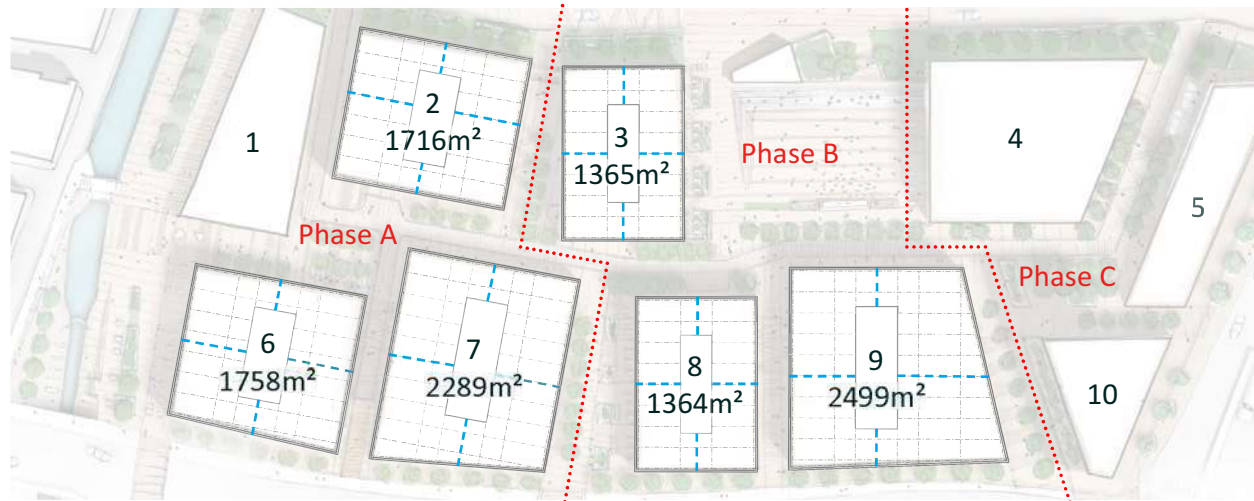 1
2
1716m²
3
1365m²
Phase B
4
5
Phase A
Phase C
6
1758m²
7
2289m²
8
1364m²
9
2499m²
10